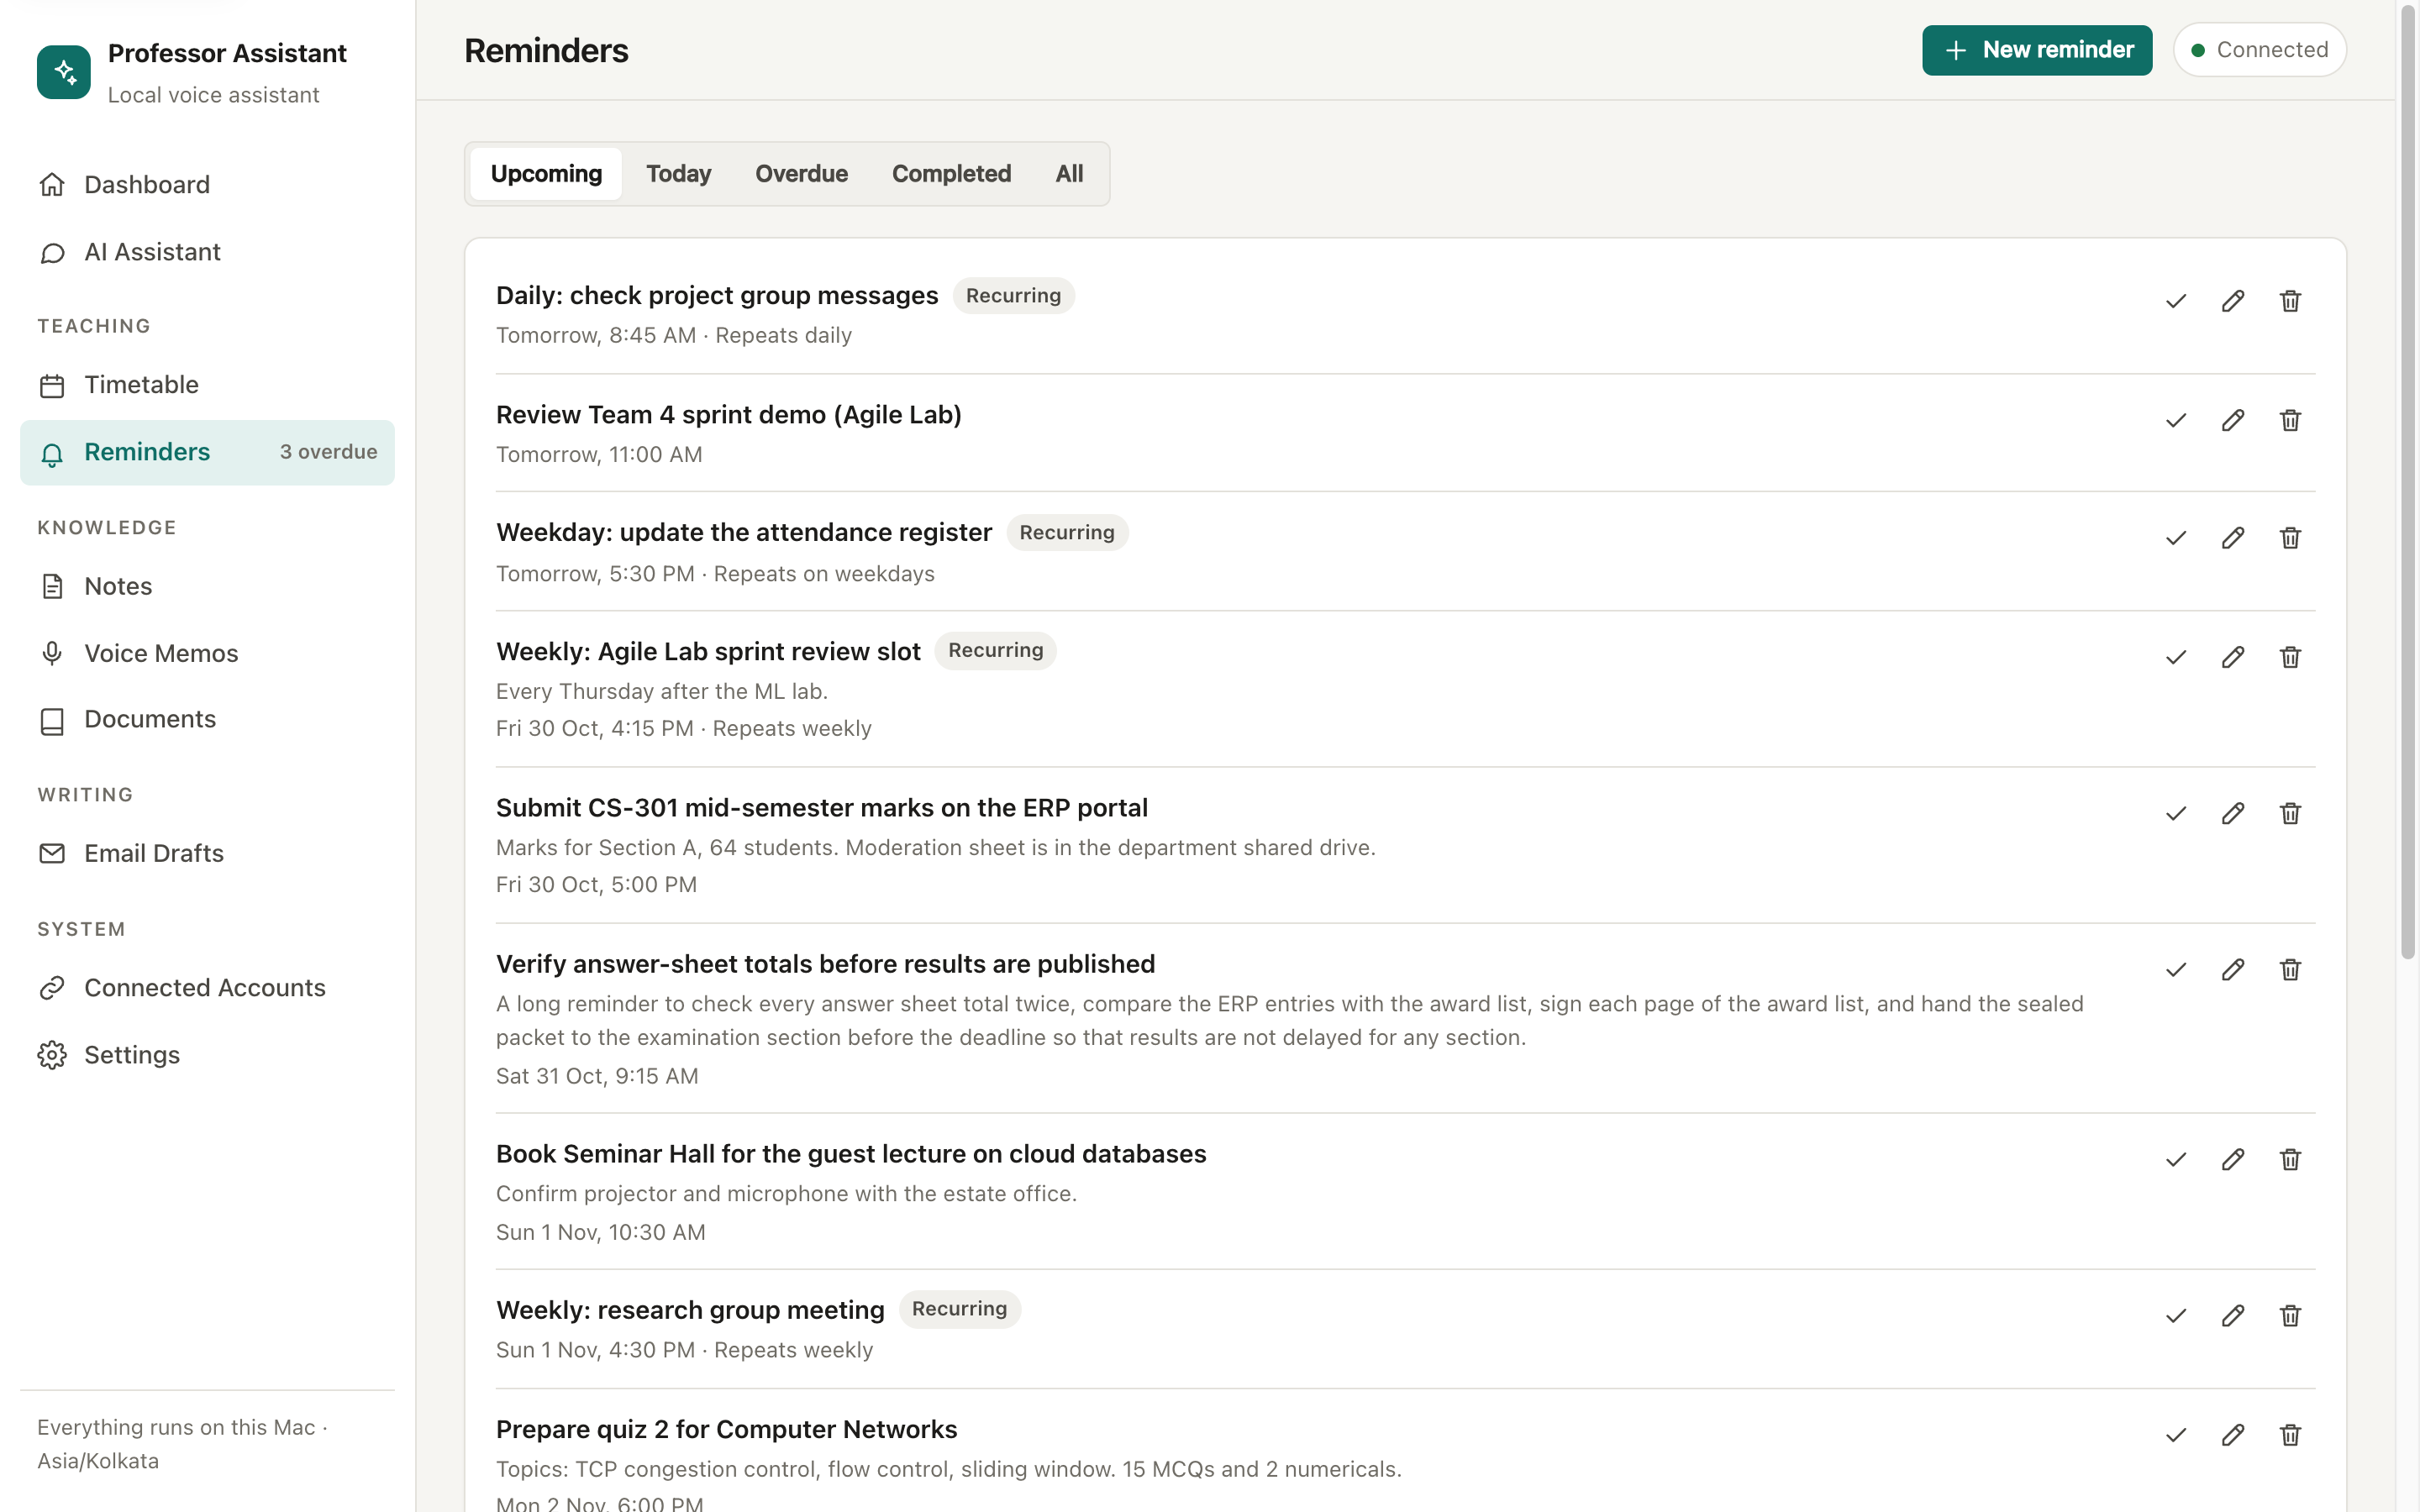 Professor Assistant
Local voice assistant
Dashboard
AI Assistant
TEACHING
Timetable
Reminders 3 overdue
KNOWLEDGE
Notes
Voice Memos
Documents
WRITING
Email Drafts
SYSTEM
Connected Accounts
Settings
Everything runs on this Mac ·
Asia/Kolkata
Reminders
New reminder
Connected
Upcoming Today Overdue Completed All
Daily: check project group messages Recurring
Tomorrow, 8:45 AM · Repeats daily
Review Team 4 sprint demo (Agile Lab)
Tomorrow, 11:00 AM
Weekday: update the attendance register Recurring
Tomorrow, 5:30 PM · Repeats on weekdays
Weekly: Agile Lab sprint review slot Recurring
Every Thursday after the ML lab.
Fri 30 Oct, 4:15 PM · Repeats weekly
Submit CS-301 mid-semester marks on the ERP portal
Marks for Section A, 64 students. Moderation sheet is in the department shared drive.
Fri 30 Oct, 5:00 PM
Verify answer-sheet totals before results are published
A long reminder to check every answer sheet total twice, compare the ERP entries with the award list, sign each page of the award list, and hand the sealed
packet to the examination section before the deadline so that results are not delayed for any section.
Sat 31 Oct, 9:15 AM
Book Seminar Hall for the guest lecture on cloud databases
Confirm projector and microphone with the estate office.
Sun 1 Nov, 10:30 AM
Weekly: research group meeting Recurring
Sun 1 Nov, 4:30 PM · Repeats weekly
Prepare quiz 2 for Computer Networks
Topics: TCP congestion control, flow control, sliding window. 15 MCQs and 2 numericals.
Mon 2 Nov, 6:00 PM